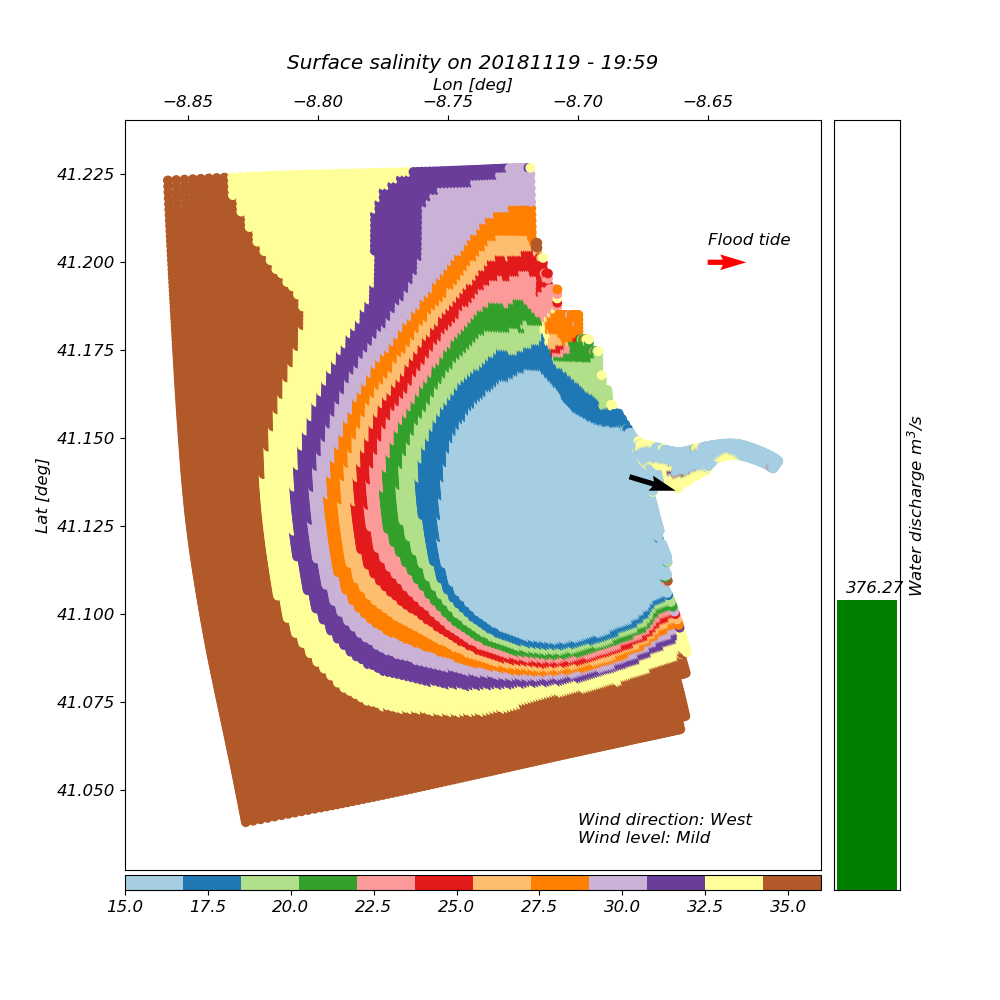 Surface salinity on 20181119 - 19:59
Lon [deg]
−8.85 −8.80 −8.75 −8.70 −8.65
41.225
41.200
41.175
41.150
41.125
41.100
41.075
41.050
Lat [deg]
Flood tide
Wind direction: West
Wind level: Mild
376.27
Water discharge m³/s
15.0 17.5 20.0 22.5 25.0 27.5 30.0 32.5 35.0